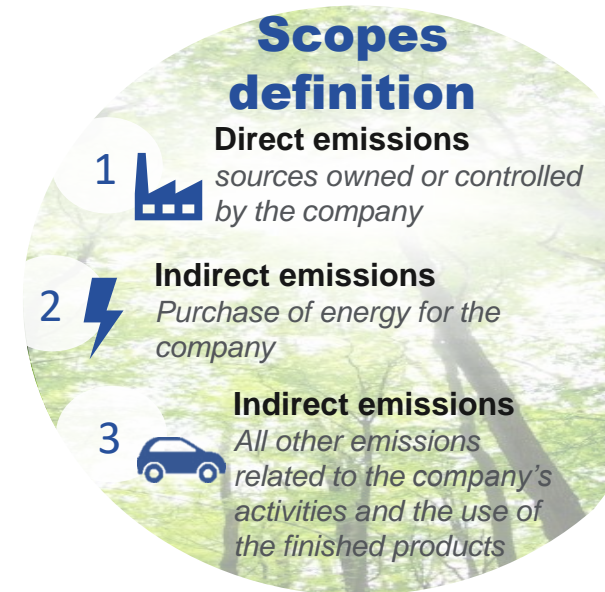 Scopes
definition
1
Direct emissions
sources owned or controlled
by the company
2
Indirect emissions
Purchase of energy for the
company
3
Indirect emissions
All other emissions
related to the company’s
activities and the use of
the finished products